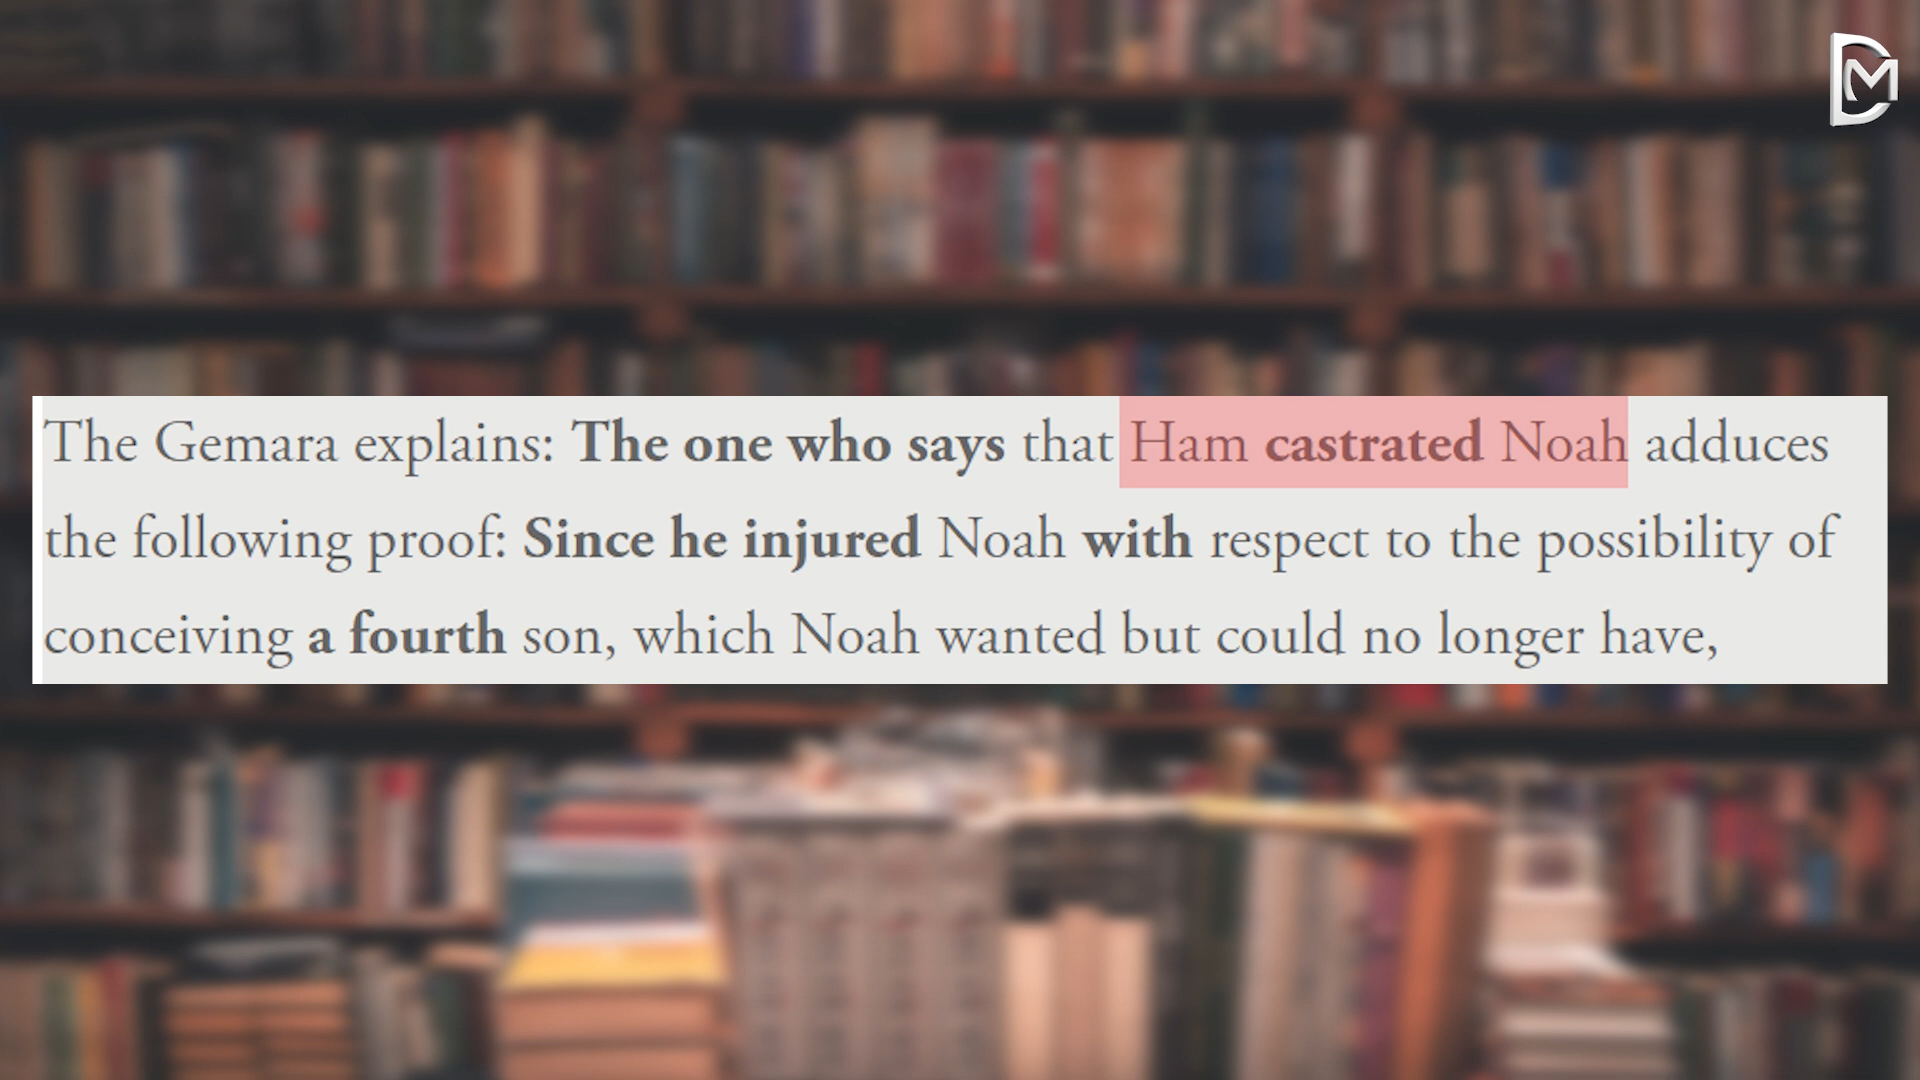 DM
The Gemara explains: The one who says that Ham castrated Noah adduces
the following proof: Since he injured Noah with respect to the possibility of
conceiving a fourth son, which Noah wanted but could no longer have,